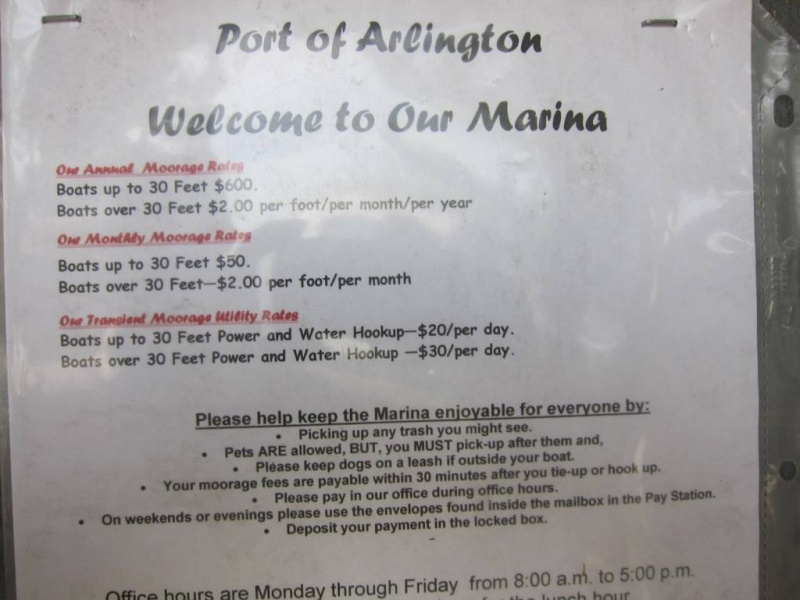 Port of Arlington
Welcome to Our Marina
Our Annual Moorage Rates
Boats up to 30 Feet $600.
Boats over 30 Feet $2.00 per foot/per month/per year
Our Monthly Moorage Rates
Boats up to 30 Feet $50.
Boats over 30 Feet—$2.00 per foot/per month
Our Transient Moorage Utility Rates
Boats up to 30 Feet Power and Water Hookup—$20/per day.
Boats over 30 Feet Power and Water Hookup —$30/per day.
Please help keep the Marina enjoyable for everyone by:
• Picking up any trash you might see.
• Pets ARE allowed, BUT, you MUST pick-up after them and,
• Please keep dogs on a leash if outside your boat.
• Your moorage fees are payable within 30 minutes after you tie-up or hook up.
• Please pay in our office during office hours.
• On weekends or evenings please use the envelopes found inside the mailbox in the Pay Station.
• Deposit your payment in the locked box.
Office hours are Monday through Friday from 8:00 a.m. to 5:00 p.m.
for the lunch hour